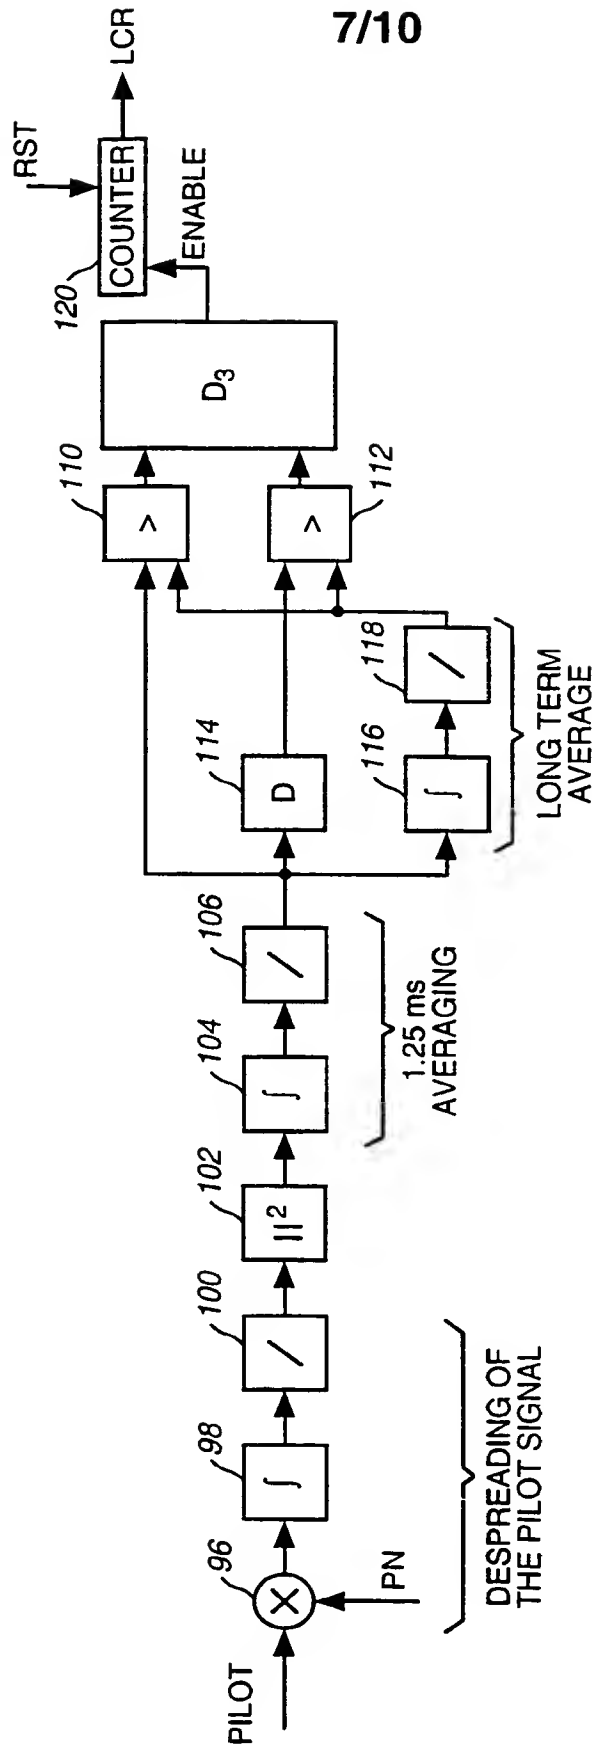 7/10
PILOT
96
PN
98
100
DESPREADING OF
THE PILOT SIGNAL
102
||²
104
106
1.25 ms
AVERAGING
114
D
116
118
LONG TERM
AVERAGE
110
>
112
>
D₃
ENABLE
120
COUNTER
RST
LCR
∫
/
∫
/
∫
/
X